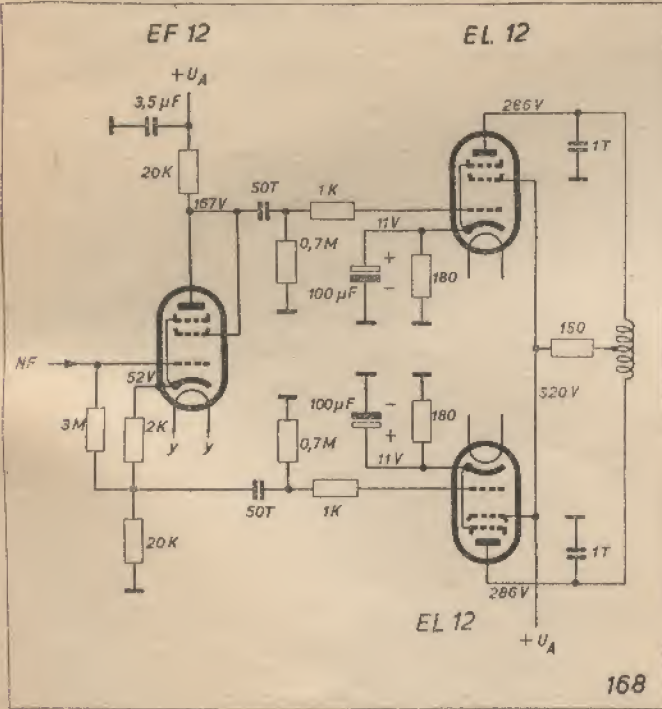 EF 12
EL. 12
+ U_A
3,5 µF
286V
1T
20K
167V
50T
1K
11V
0,7M
+
-
100 µF
180
NF
52V
150
320V
3M
2K
0,7M
100µF
-
+
180
11V
y y
50T
1K
20K
1T
286V
EL 12
+ U_A
168